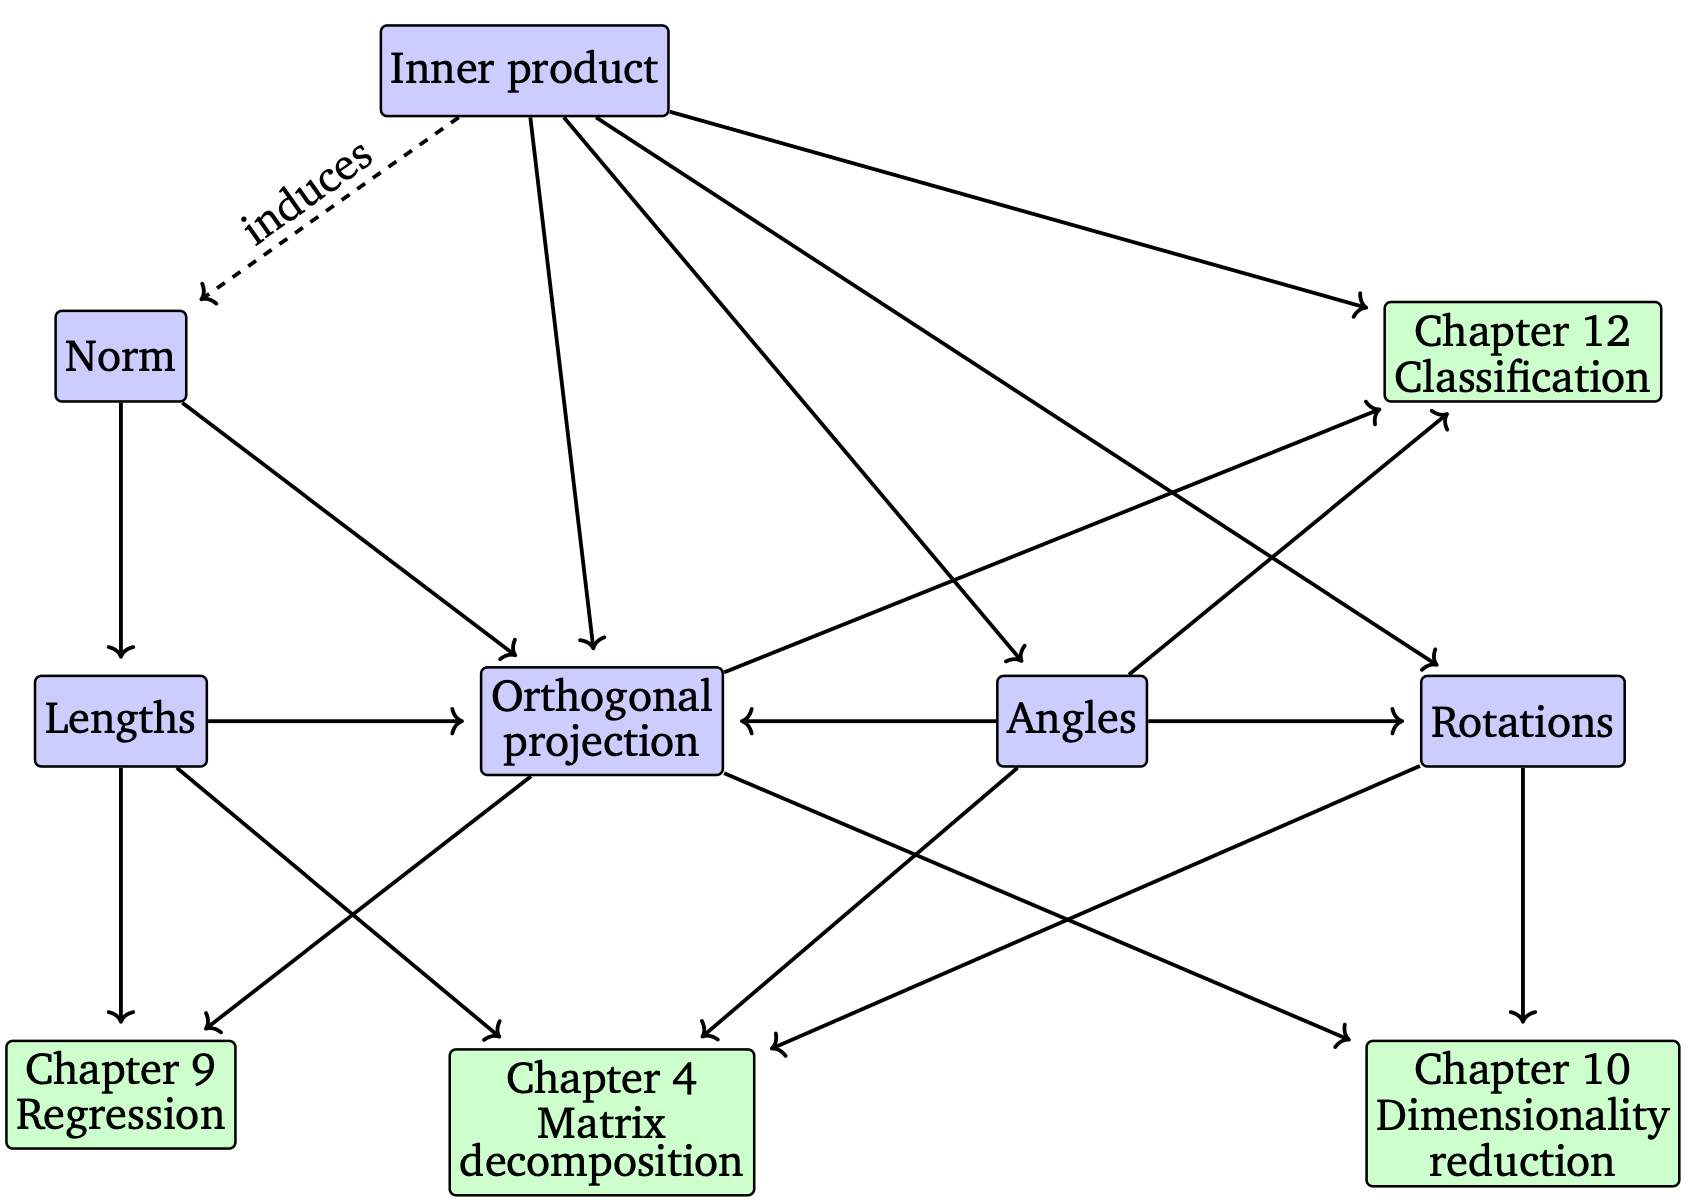 Inner product
induces
Norm
Chapter 12
Classification
Lengths
Orthogonal
projection
Angles
Rotations
Chapter 9
Regression
Chapter 4
Matrix
decomposition
Chapter 10
Dimensionality
reduction